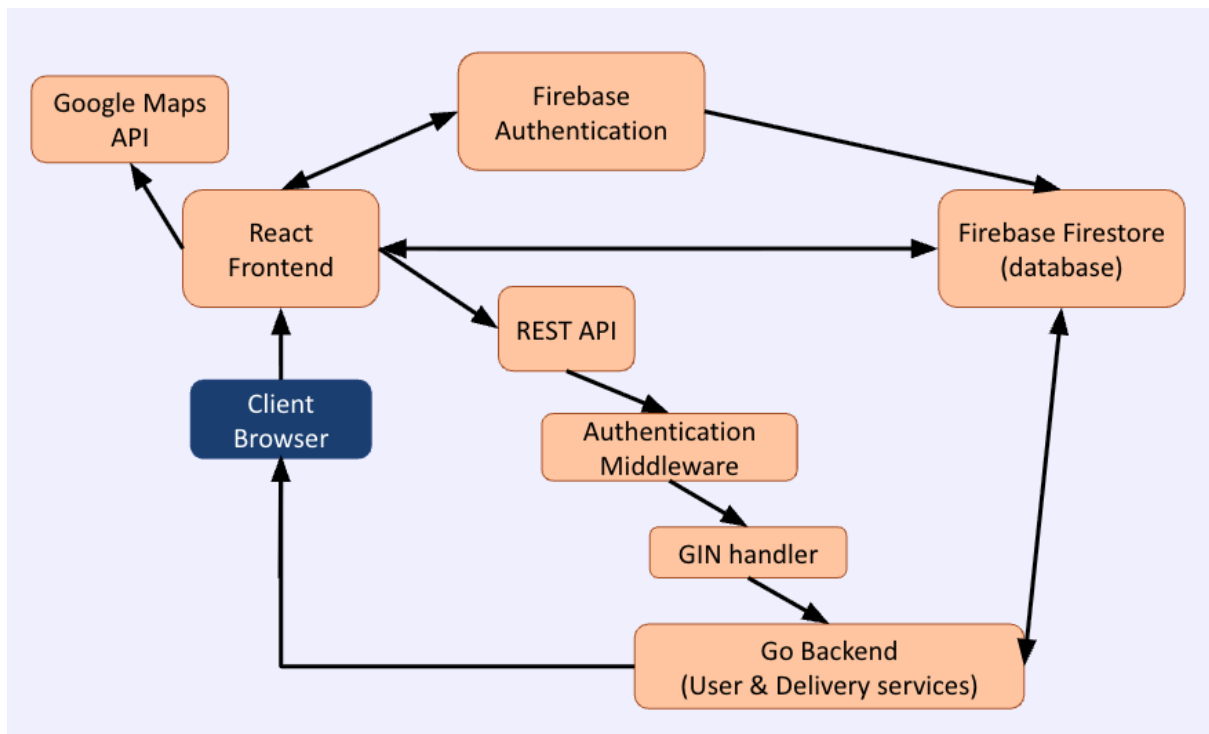 Google Maps
API
Firebase
Authentication
React
Frontend
Firebase Firestore
(database)
REST API
Client
Browser
Authentication
Middleware
GIN handler
Go Backend
(User & Delivery services)